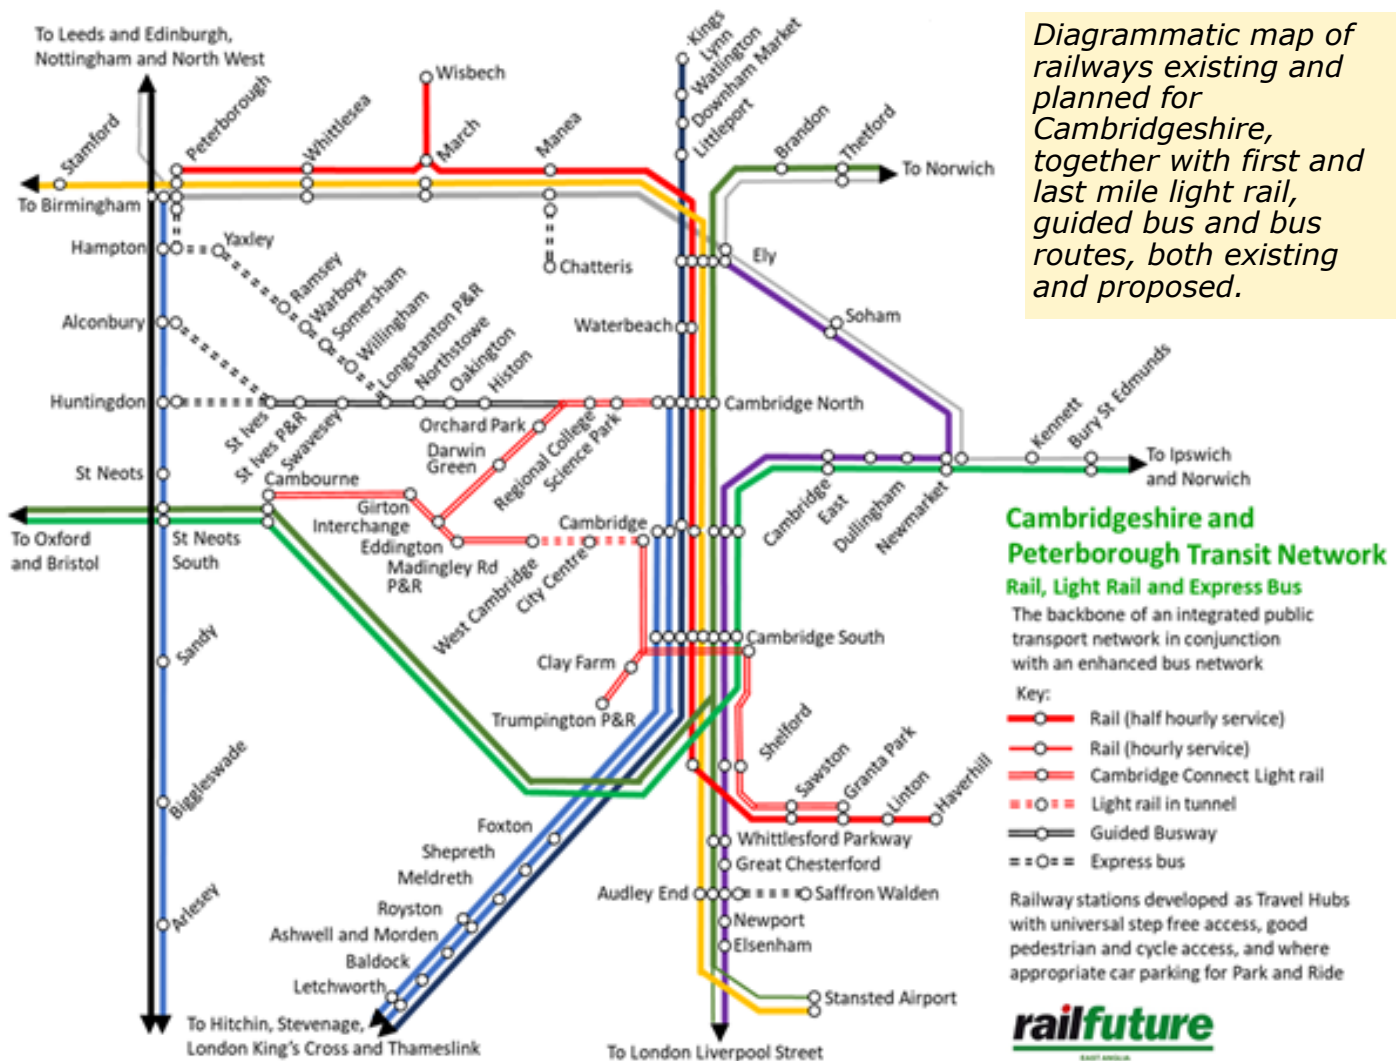 To Leeds and Edinburgh,
Nottingham and North West
Diagrammatic map of
railways existing and
planned for
Cambridgeshire,
together with first and
last mile light rail,
guided bus and bus
routes, both existing
and proposed.
Kings
Lynn
Watlington
Downham Market
Littleport
Wisbech
Stamford
Peterborough
Whittlesea
March
Manea
Brandon
Thetford
To Norwich
To Birmingham
Hampton
Yaxley
Ramsey
Warboys
Somersham
Willingham
Longstanton P&R
Northstowe
Oakington
Histon
Chatteris
Ely
Soham
Waterbeach
Alconbury
Huntingdon
St Ives
St Ives P&R
Swavesey
Orchard Park
Darwin
Green
Regional College
Science Park
Cambridge North
Kennett
Bury St Edmunds
To Ipswich
and Norwich
St Neots
Cambourne
Girton
Interchange
Eddington
Madingley Rd
P&R
West Cambridge
City Centre
Cambridge
Cambridge
East
Dullingham
Newmarket
To Oxford
and Bristol
St Neots
South
Cambridge South
Clay Farm
Trumpington P&R
Sandy
Biggleswade
Arlesey
Shelford
Sawston
Granta Park
Linton
Haverhill
Foxton
Shepreth
Meldreth
Royston
Ashwell and Morden
Baldock
Letchworth
Whittlesford Parkway
Great Chesterford
Audley End
Saffron Walden
Newport
Elsenham
Stansted Airport
To Hitchin, Stevenage,
London King's Cross and Thameslink
To London Liverpool Street
Cambridgeshire and
Peterborough Transit Network
Rail, Light Rail and Express Bus
The backbone of an integrated public
transport network in conjunction
with an enhanced bus network
Key:
Rail (half hourly service)
Rail (hourly service)
Cambridge Connect Light rail
Light rail in tunnel
Guided Busway
Express bus
Railway stations developed as Travel Hubs
with universal step free access, good
pedestrian and cycle access, and where
appropriate car parking for Park and Ride
railfuture
EAST ANGLIA